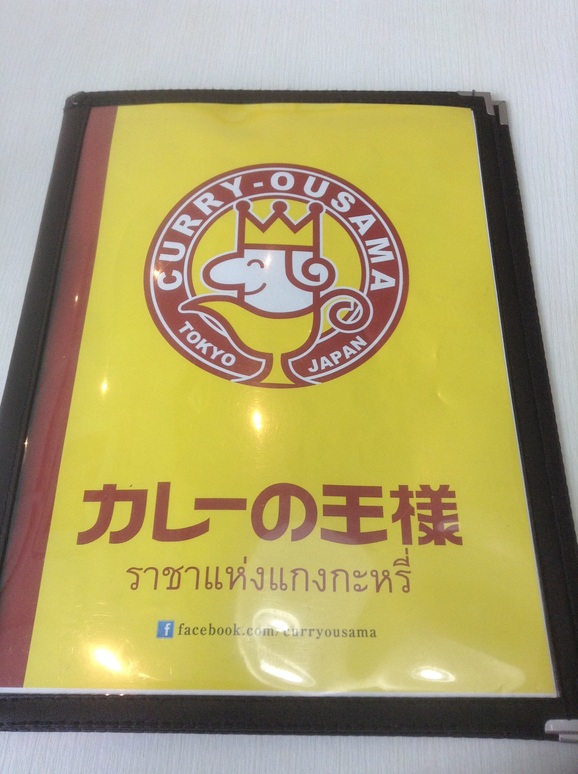 CURRY-OUSAMA
TOKYO JAPAN
カレーの王様
ราชาแห่งแกงกะหรี่
f facebook.com/curryousama